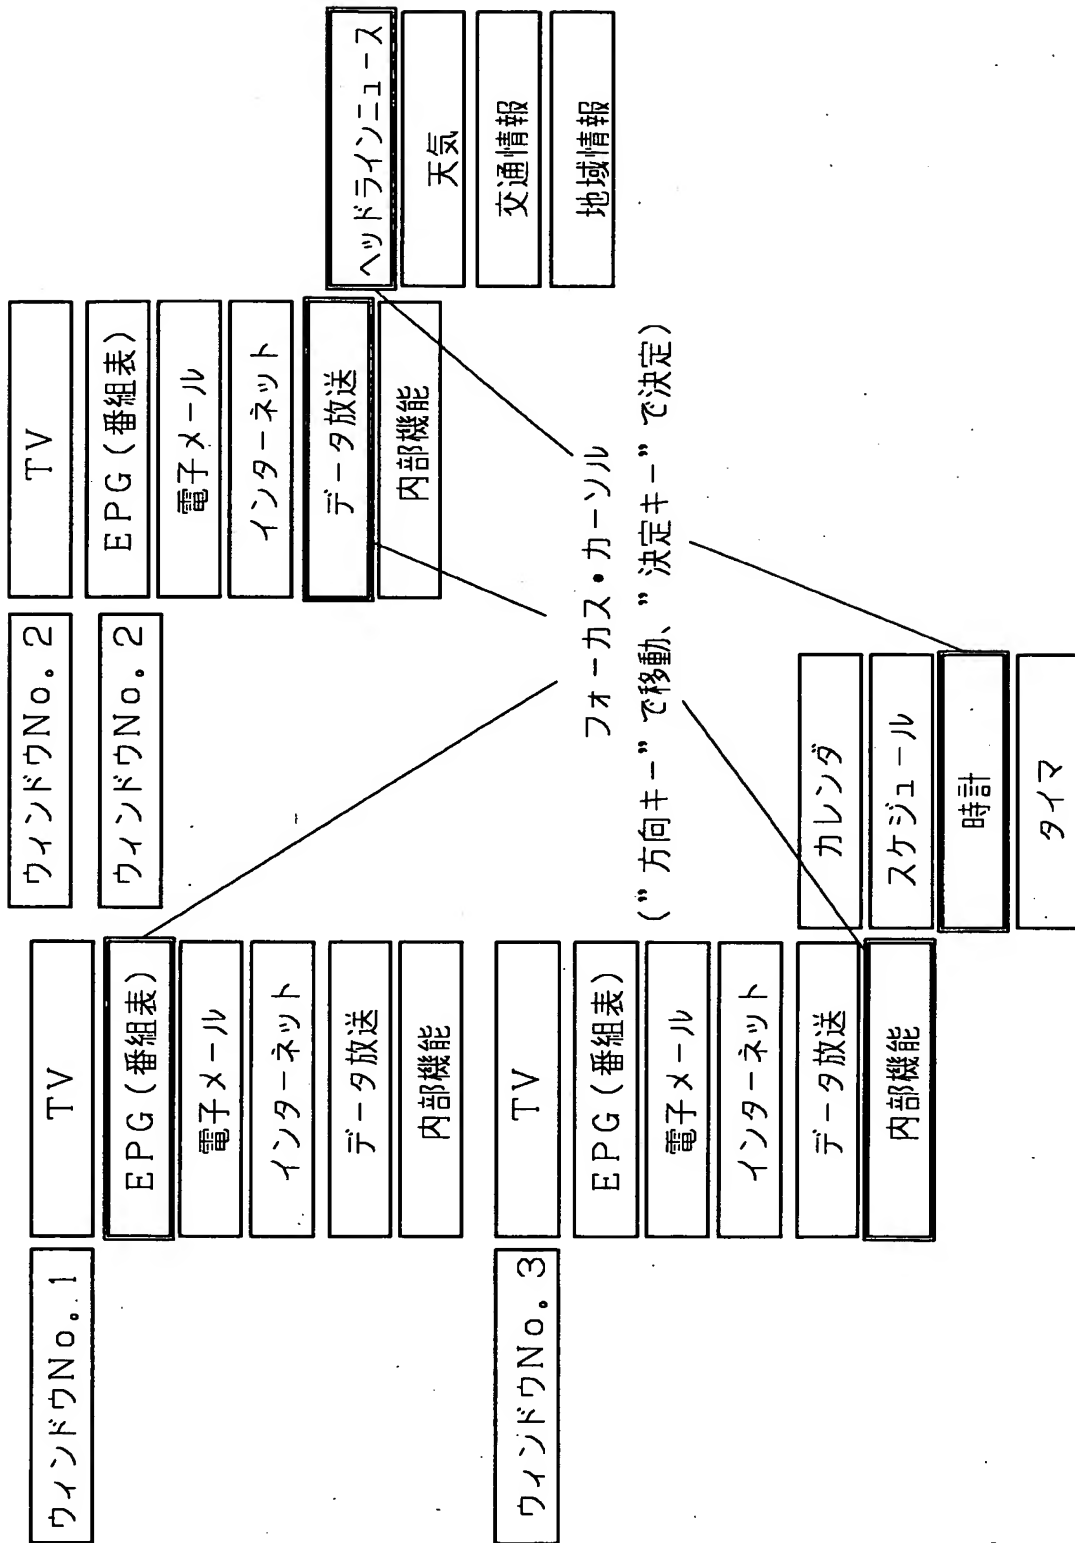 ウィンドウNo。1
TV
EPG(番組表)
電子メール
インターネット
データ放送
内部機能
ウィンドウNo。2
ウィンドウNo。2
TV
EPG(番組表)
電子メール
インターネット
データ放送
内部機能
ヘッドラインニュース
天気
交通情報
地域情報
フォーカス・カーソル
("方向キー"で移動、"決定キー"で決定)
ウィンドウNo。3
TV
EPG(番組表)
電子メール
インターネット
データ放送
内部機能
カレンダ
スケジュール
時計
タイマ